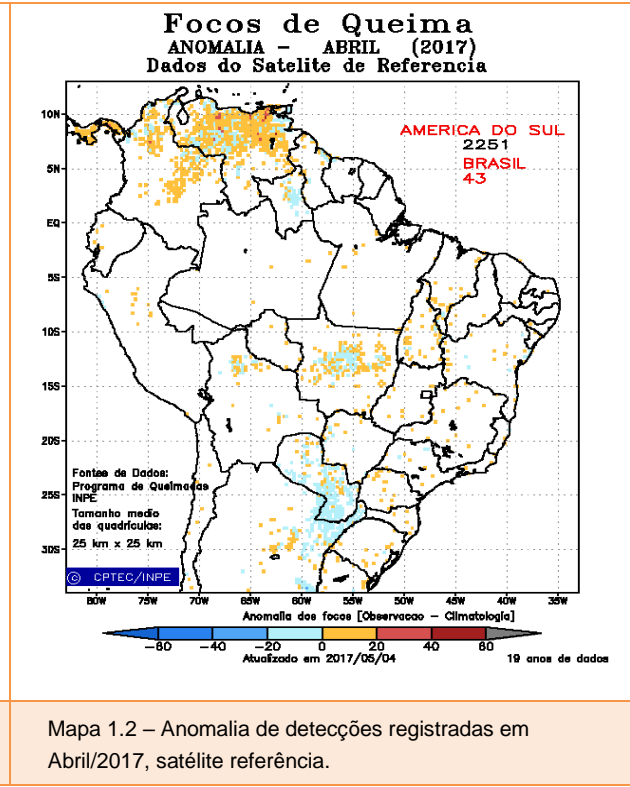 Focos de Queima
ANOMALIA - ABRIL (2017)
Dados do Satelite de Referencia
10N
5N
EQ
5S
10S
15S
20S
25S
30S
AMERICA DO SUL
2251
BRASIL
43
Fontes de Dados:
Programa de Queimadas
INPE
Tamanho medio
das quadriculas:
25 km x 25 km
© CPTEC/INPE
80W 75W 70W 65W 60W 55W 50W 45W 40W 35W
Anomalia dos focos [Observacao - Climatologia]
-60 -40 -20 0 20 40 60
Atualizado em 2017/05/04 19 anos de dados
Mapa 1.2 – Anomalia de detecções registradas em
Abril/2017, satélite referência.